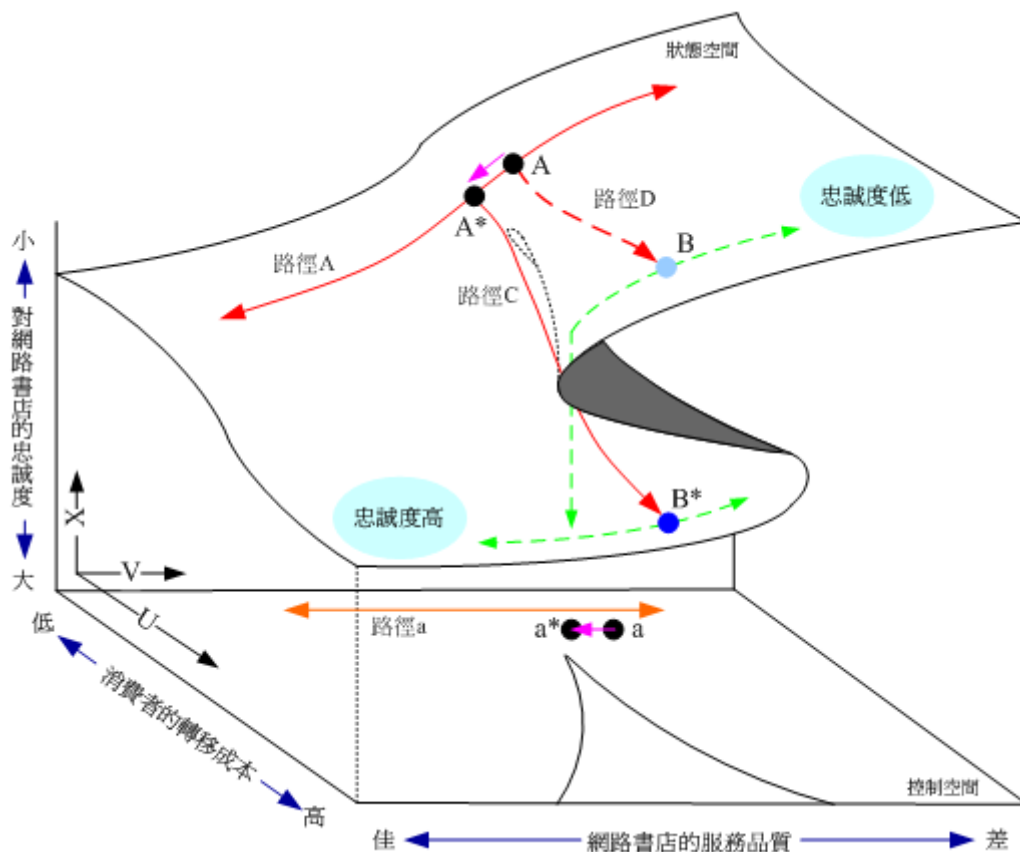 狀態空間
A
忠誠度低
路徑D
A*
B
小
路徑A
路徑C
對網路書店的忠誠度
B*
忠誠度高
X
大
V
低
U
路徑a
a*
a
消費者的轉移成本
控制空間
高
佳
網路書店的服務品質
差